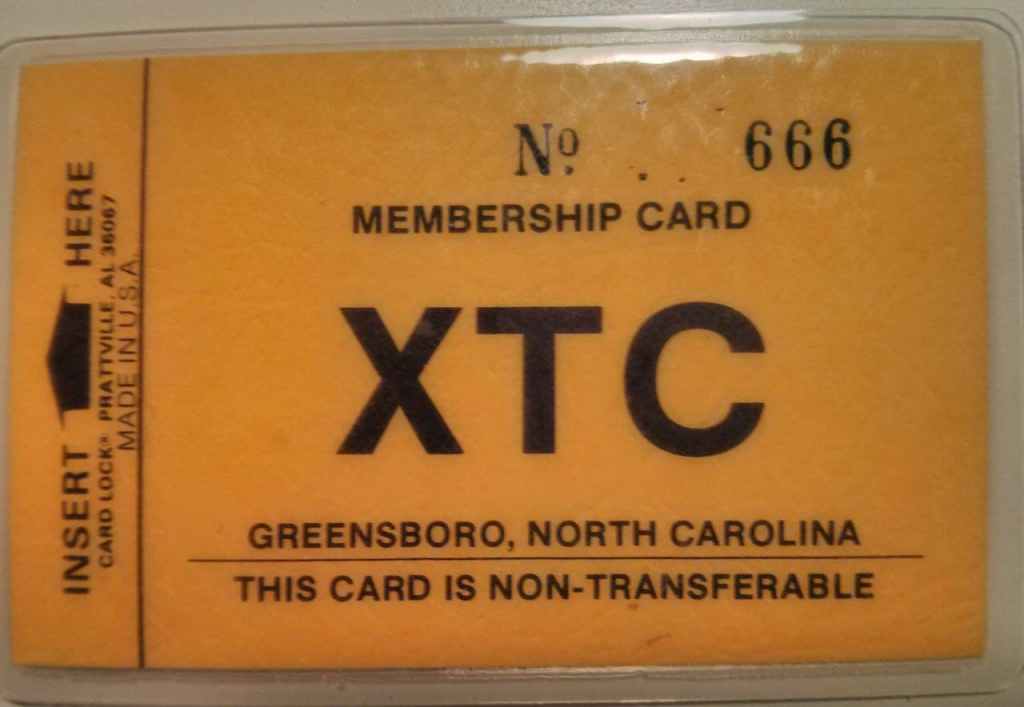 Nº 666
MEMBERSHIP CARD
XTC
GREENSBORO, NORTH CAROLINA
THIS CARD IS NON-TRANSFERABLE
INSERT HERE
CARD LOCK® PRATTVILLE, AL 36067
MADE IN U.S.A.